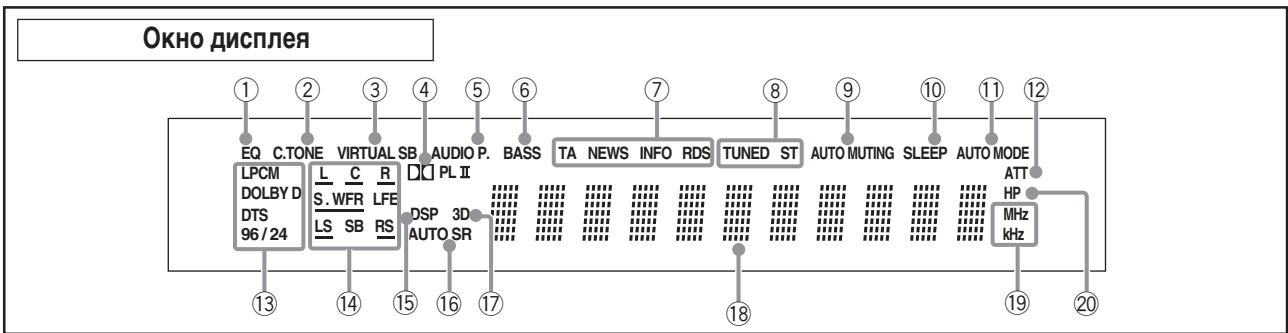 Окно дисплея
① ② ③ ④ ⑤ ⑥ ⑦ ⑧ ⑨ ⑩ ⑪ ⑫
EQ C.TONE VIRTUAL SB AUDIO P. BASS TA NEWS INFO RDS TUNED ST AUTO MUTING SLEEP AUTO MODE
LPCM L C R PL II ATT
DOLBY D S.WFR LFE HP
DTS DSP 3D MHz
96/24 LS SB RS AUTO SR kHz
⑬ ⑭ ⑮ ⑯ ⑰ ⑱ ⑲ ⑳